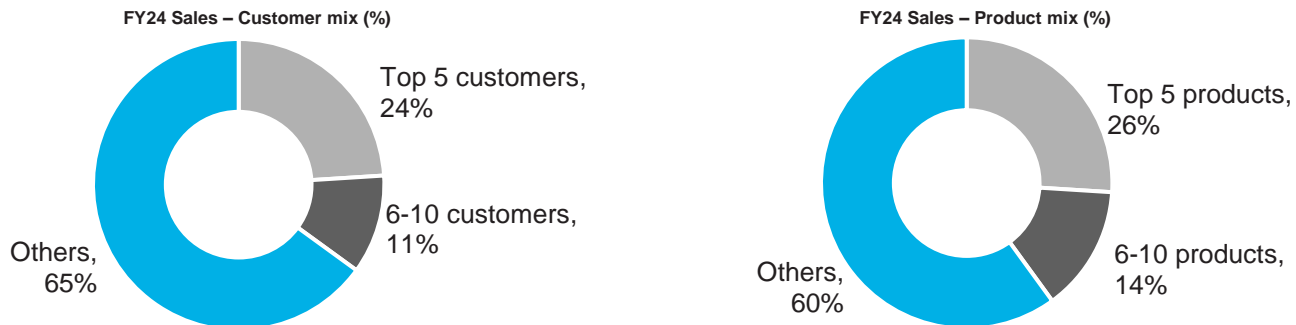 FY24 Sales – Customer mix (%)
Top 5 customers,
24%
6-10 customers,
11%
Others,
65%
FY24 Sales – Product mix (%)
Top 5 products,
26%
6-10 products,
14%
Others,
60%